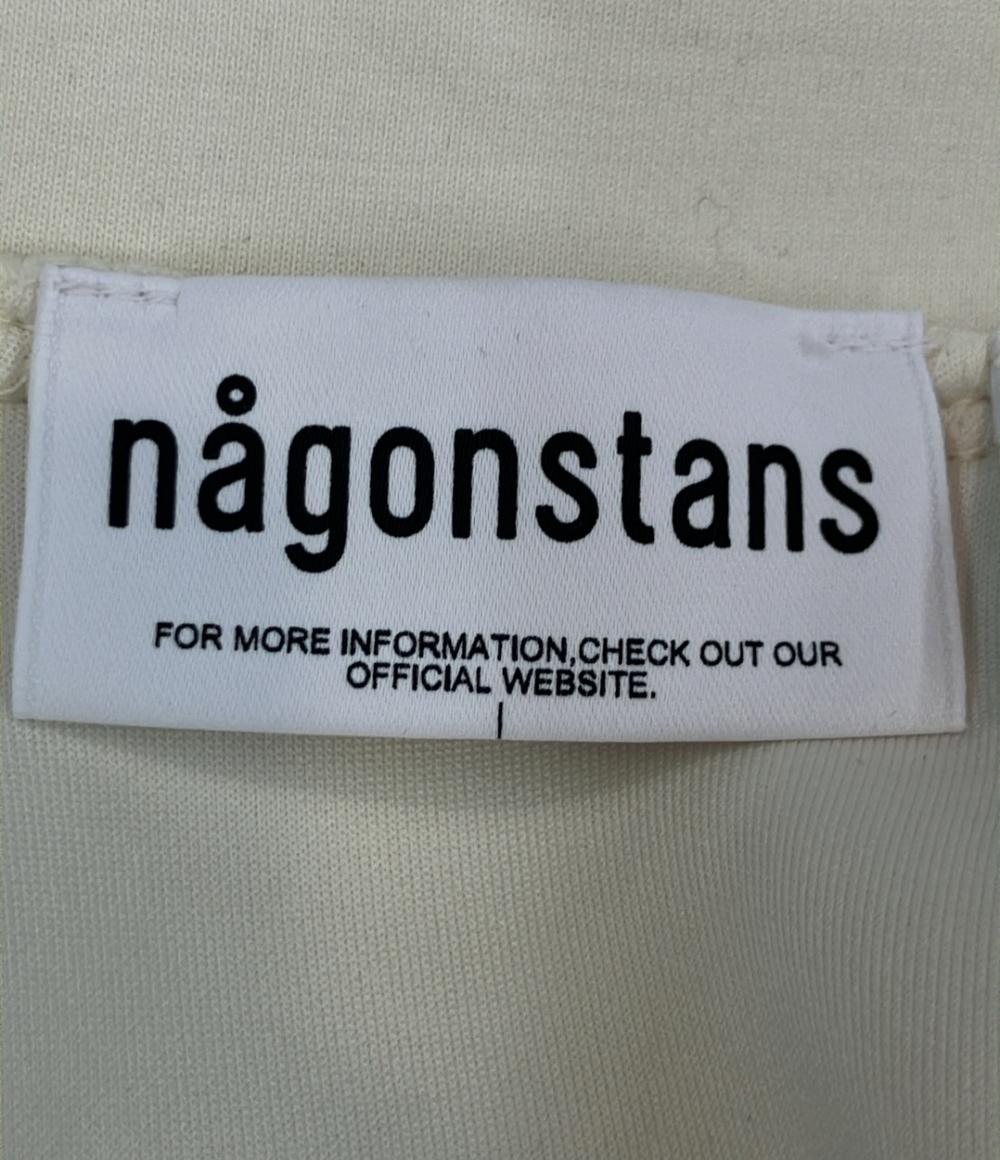 någonstans
FOR MORE INFORMATION,CHECK OUT OUR
OFFICIAL WEBSITE.